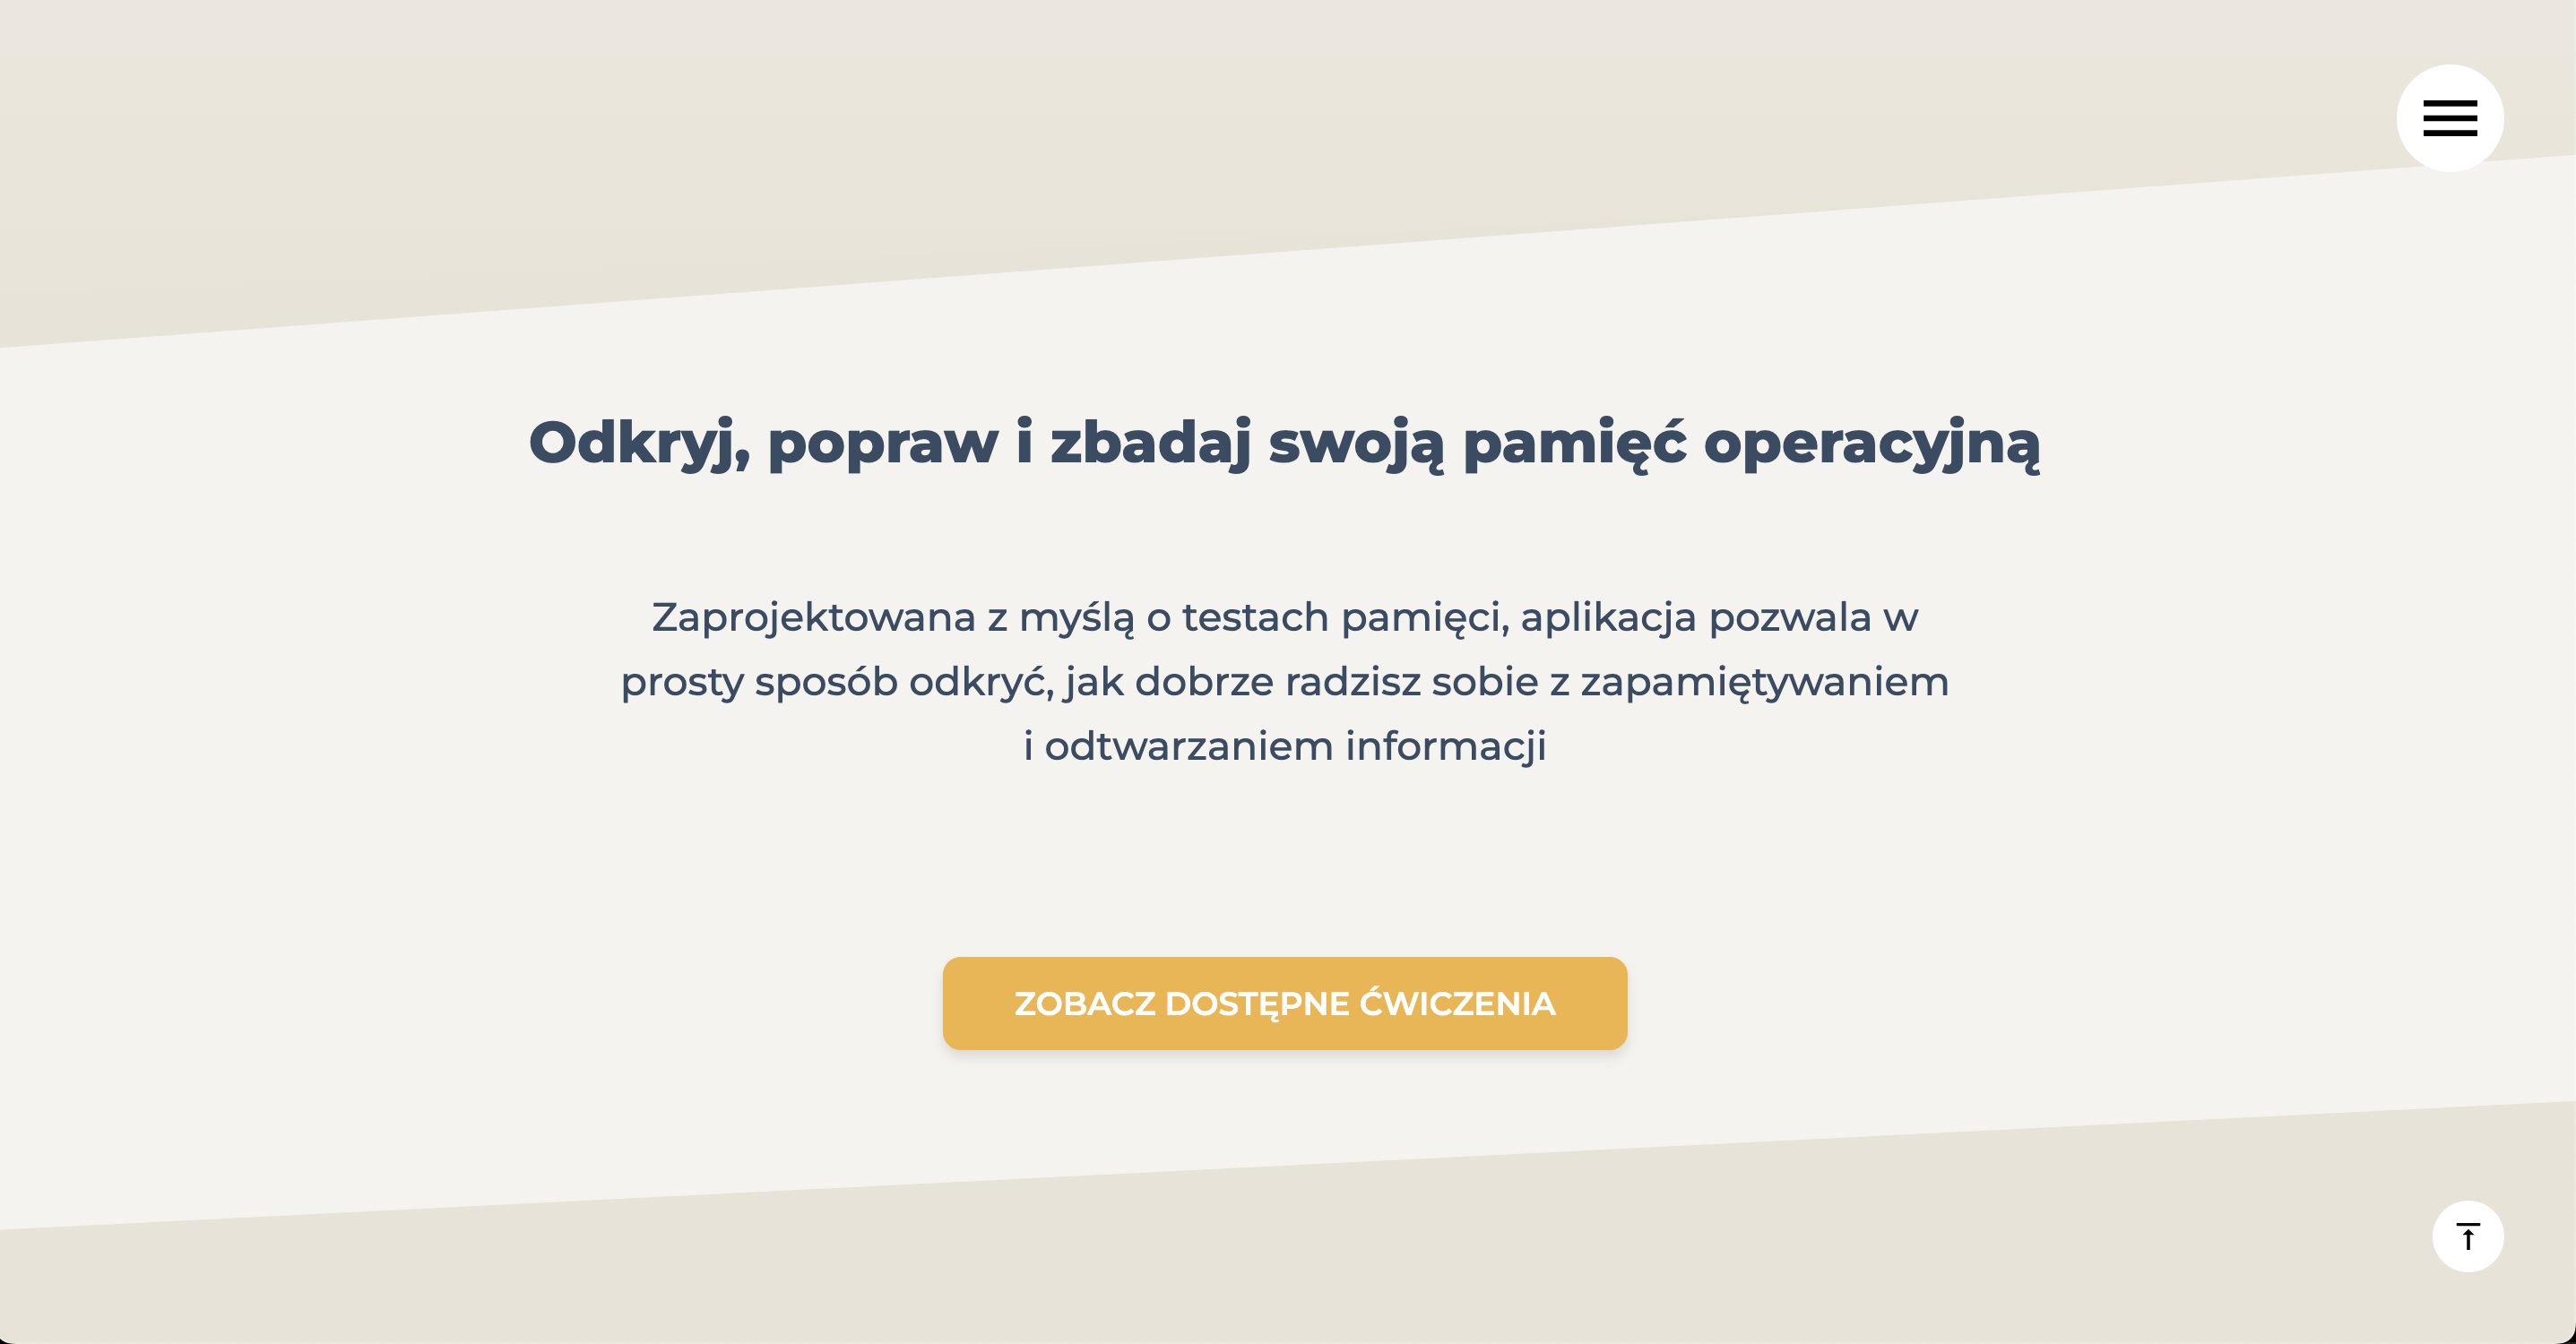 Odkryj, popraw i zbadaj swoją pamięć operacyjną
Zaprojektowana z myślą o testach pamięci, aplikacja pozwala w
prosty sposób odkryć, jak dobrze radzisz sobie z zapamiętywaniem
i odtwarzaniem informacji
ZOBACZ DOSTĘPNE ĆWICZENIA